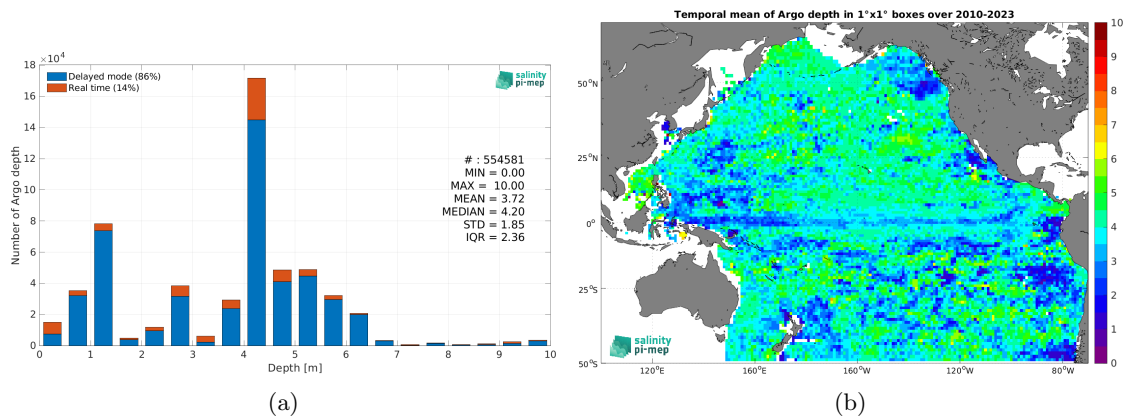 ×10⁴
18
16
14
12
10
8
6
4
2
0
Number of Argo depth
Delayed mode (86%)
Real time (14%)
salinity
pi-mep
# : 554581
MIN = 0.00
MAX = 10.00
MEAN = 3.72
MEDIAN = 4.20
STD = 1.85
IQR = 2.36
0 1 2 3 4 5 6 7 8 9 10
Depth [m]
(a)
Temporal mean of Argo depth in 1°x1° boxes over 2010-2023
50°N
25°N
0°
25°S
50°S
120°E
160°E
160°W
120°W
80°W
salinity
pi-mep
10
9
8
7
6
5
4
3
2
1
0
(b)